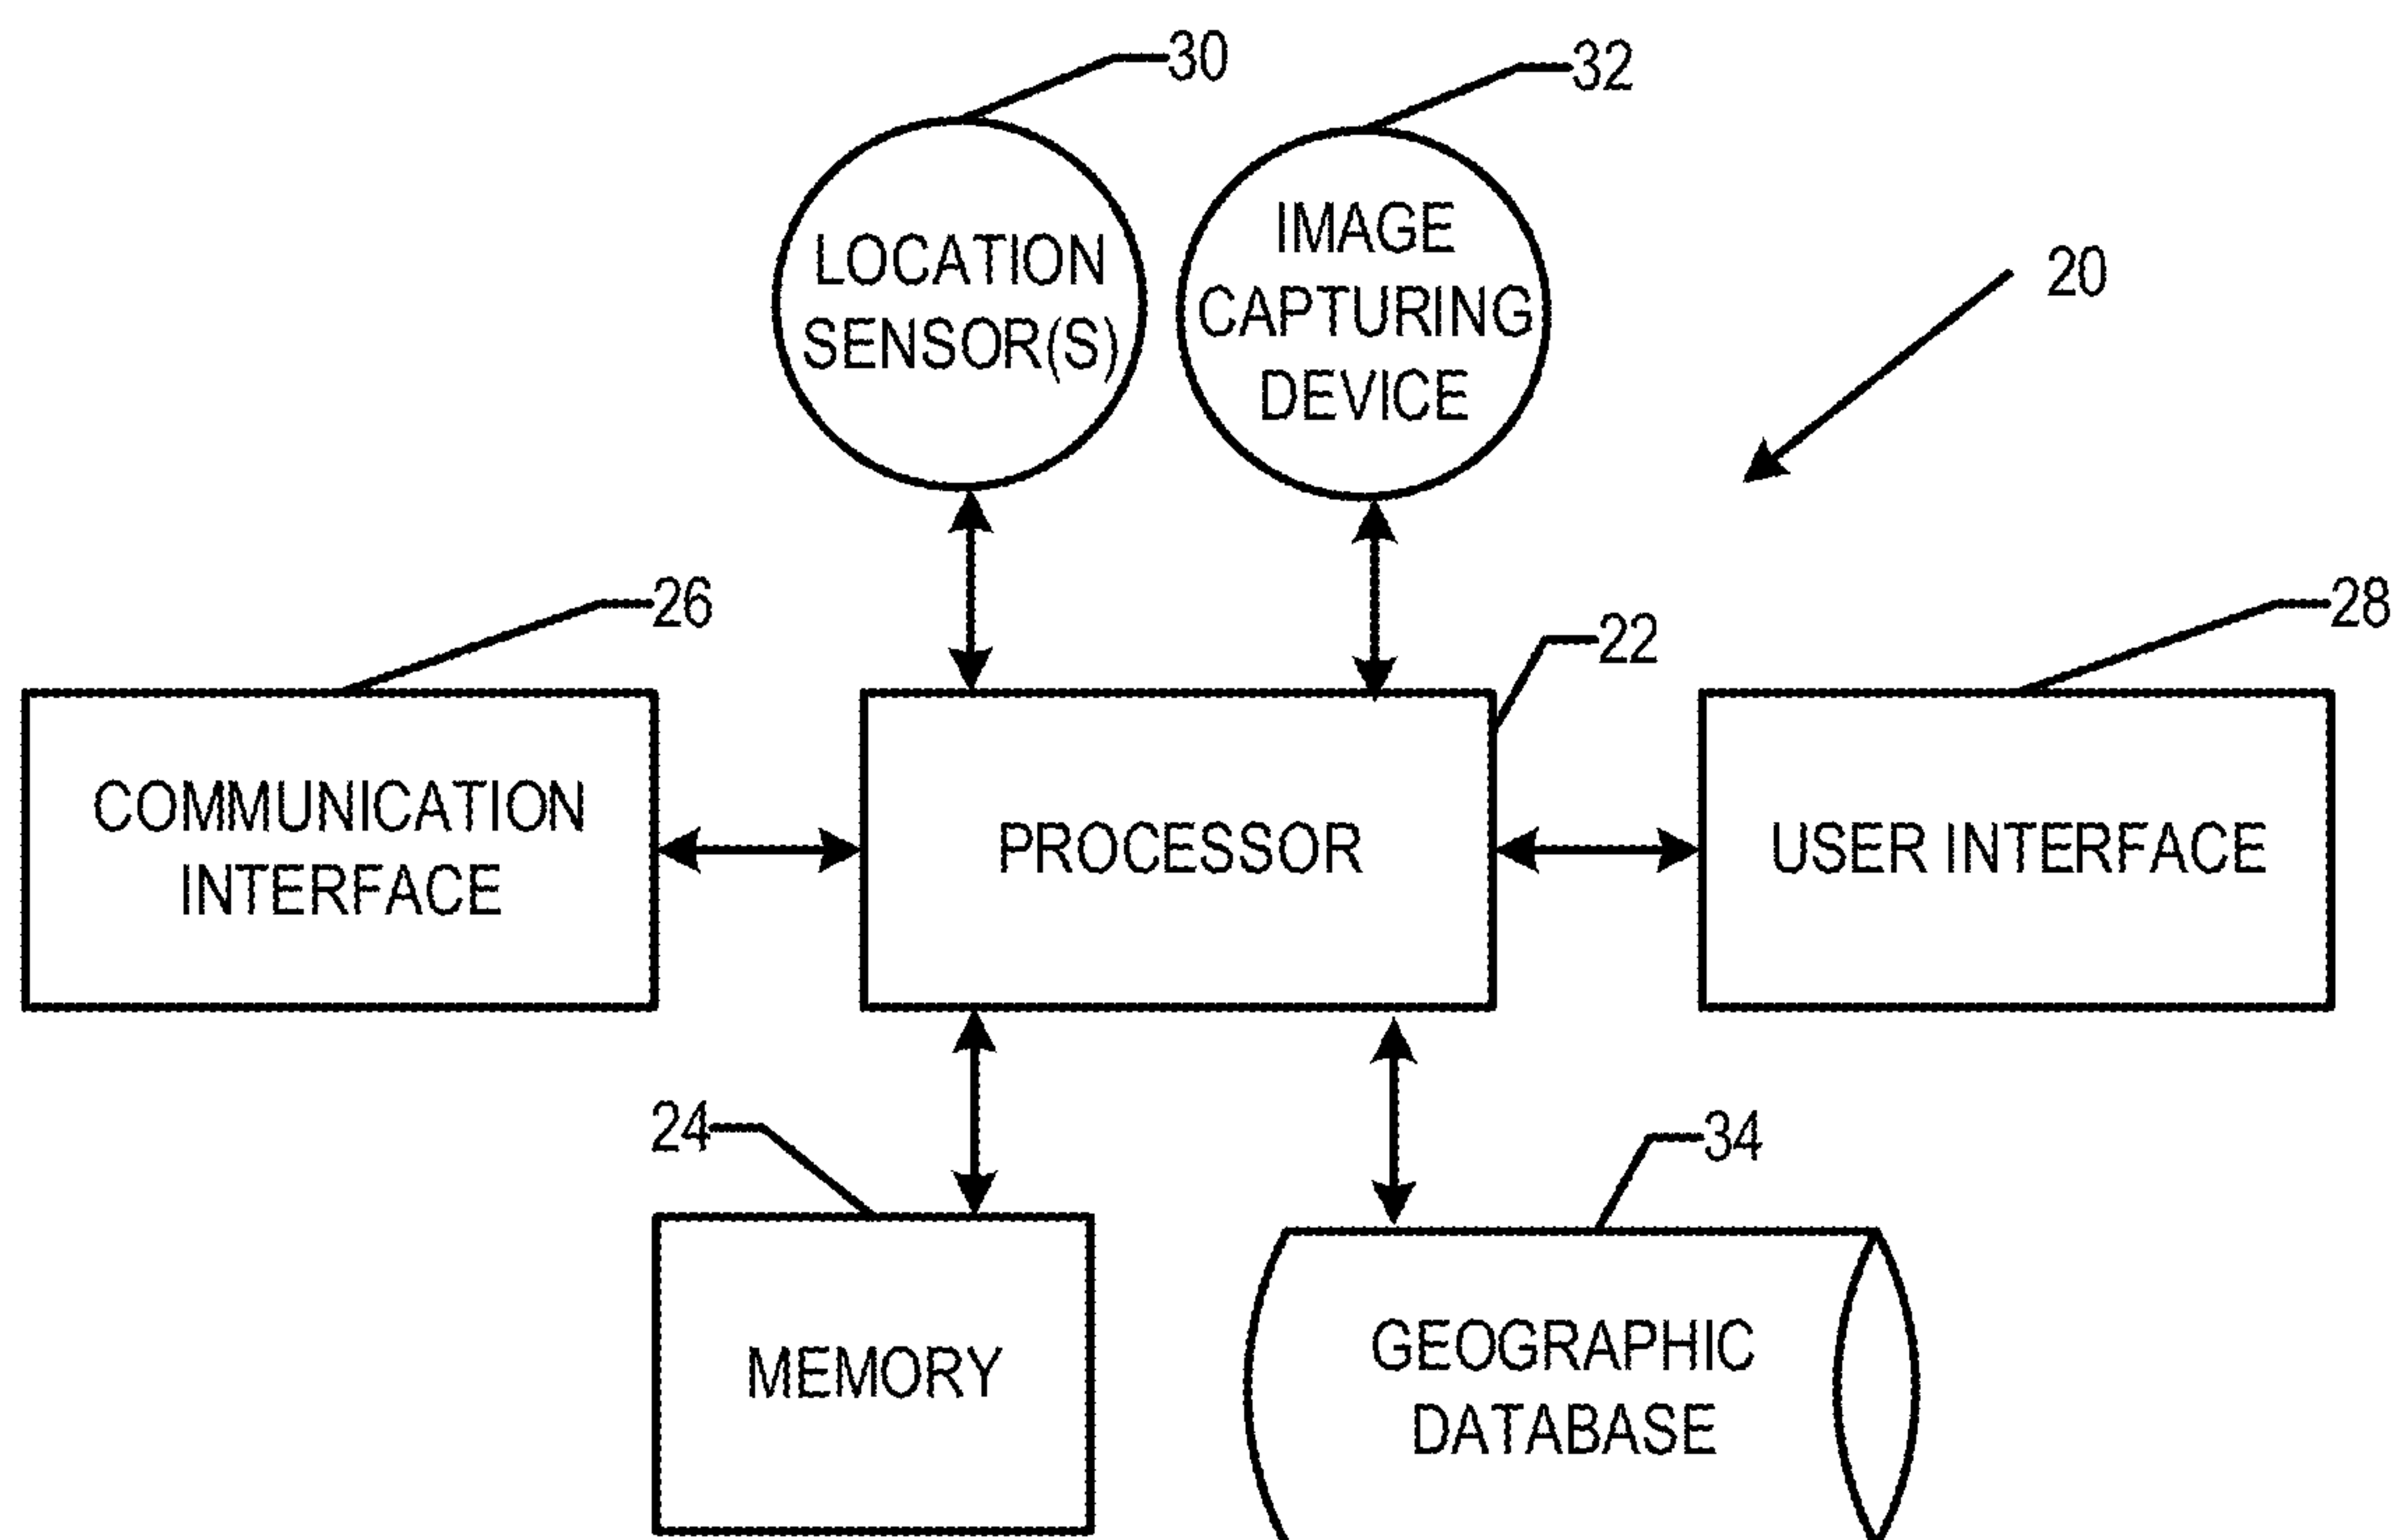 30
32
LOCATION
SENSOR(S)
IMAGE
CAPTURING
DEVICE
20
26
22
28
COMMUNICATION
INTERFACE
PROCESSOR
USER INTERFACE
24
34
MEMORY
GEOGRAPHIC
DATABASE